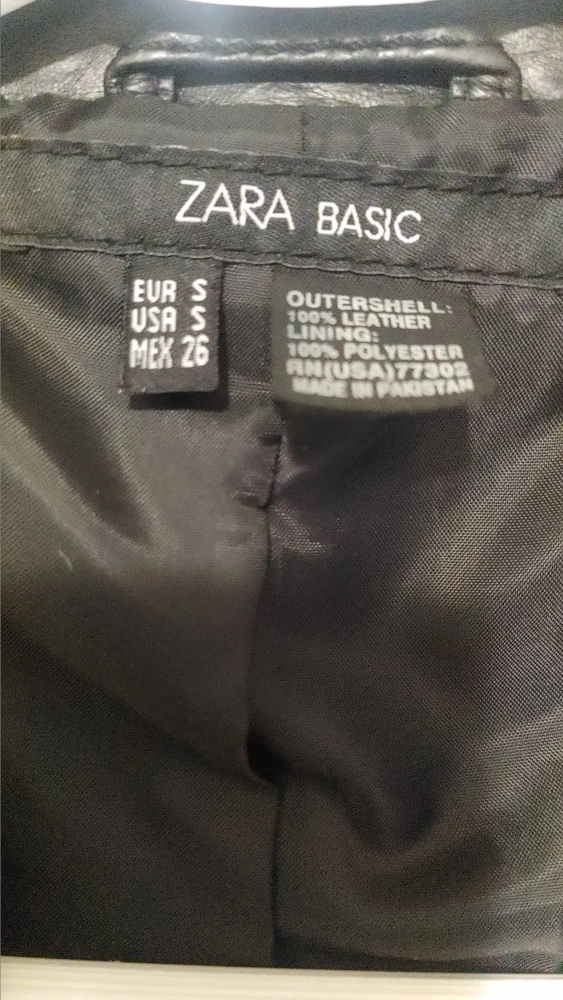 ZARA BASIC
EUR S
USA S
MEX 26
OUTERSHELL:
100% LEATHER
LINING:
100% POLYESTER
RN(USA)77302
MADE IN PAKISTAN